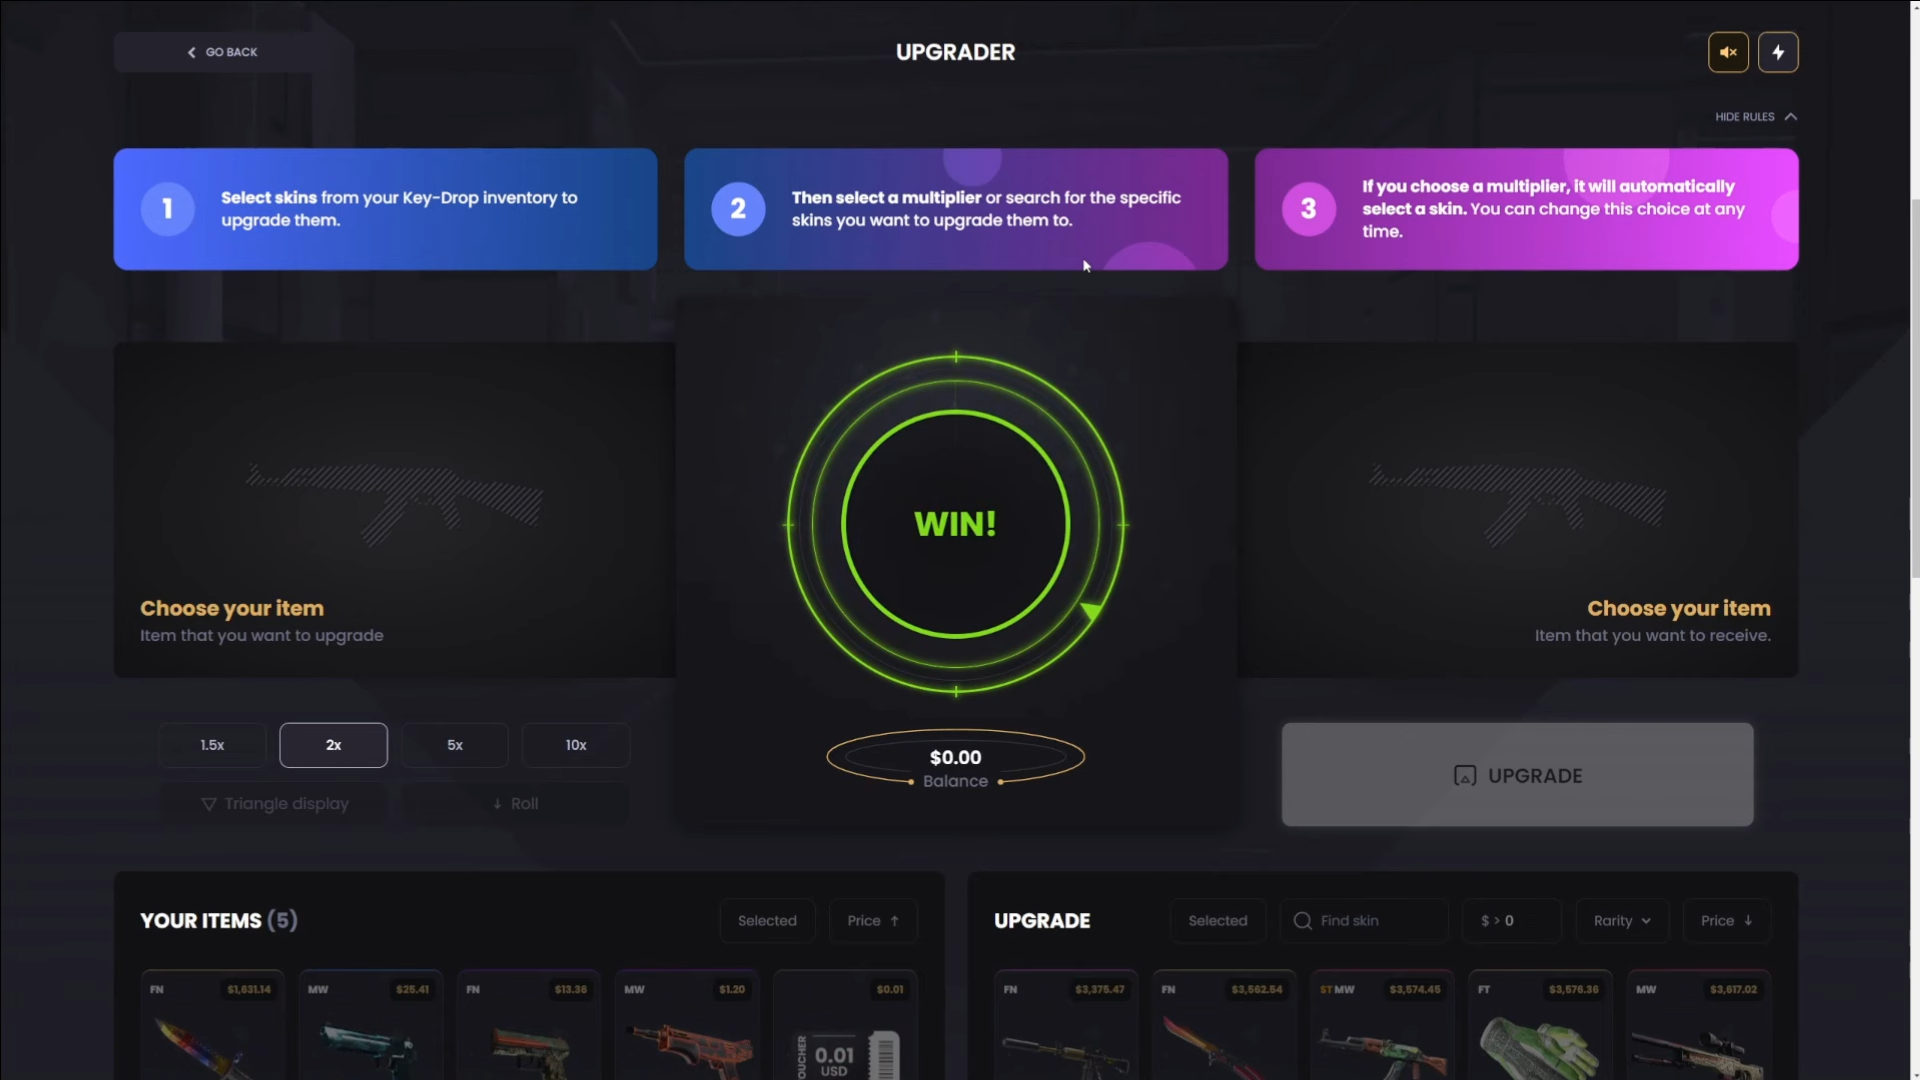 GO BACK
UPGRADER
HIDE RULES
1
Select skins from your Key-Drop inventory to
upgrade them.
2
Then select a multiplier or search for the specific
skins you want to upgrade them to.
3
If you choose a multiplier, it will automatically
select a skin. You can change this choice at any
time.
WIN!
Choose your item
Item that you want to upgrade
Choose your item
Item that you want to receive.
1.5x
2x
5x
10x
Triangle display
Roll
$0.00
Balance
UPGRADE
YOUR ITEMS (5)
Selected
Price
UPGRADE
Selected
Find skin
$ > 0
Rarity
Price
FN
$1,631.14
MW
$25.41
FN
$13.36
MW
$1.20
$0.01
FN
$3,375.47
FN
$3,562.54
ST MW
$3,574.45
FT
$3,576.36
MW
$3,617.02
0.01
USD